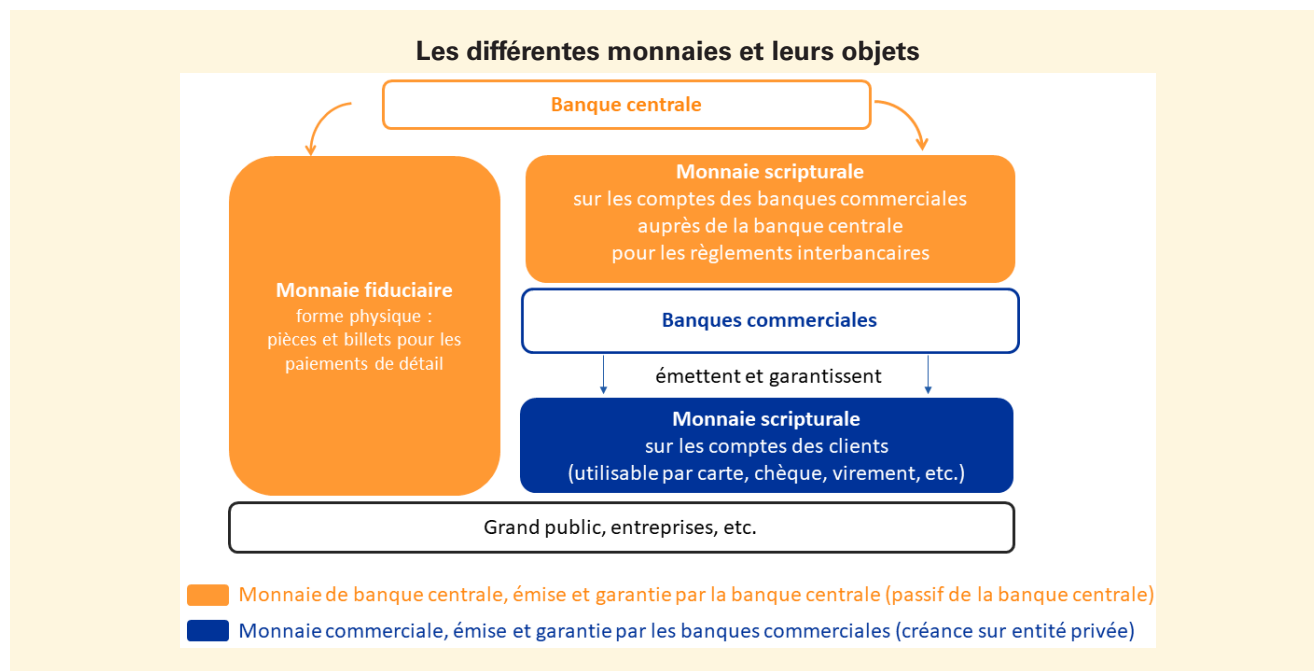 Les différentes monnaies et leurs objets
Banque centrale
Monnaie fiduciaire
forme physique :
pièces et billets pour les
paiements de détail
Monnaie scripturale
sur les comptes des banques commerciales
auprès de la banque centrale
pour les règlements interbancaires
Banques commerciales
émettent et garantissent
Monnaie scripturale
sur les comptes des clients
(utilisable par carte, chèque, virement, etc.)
Grand public, entreprises, etc.
Monnaie de banque centrale, émise et garantie par la banque centrale (passif de la banque centrale)
Monnaie commerciale, émise et garantie par les banques commerciales (créance sur entité privée)